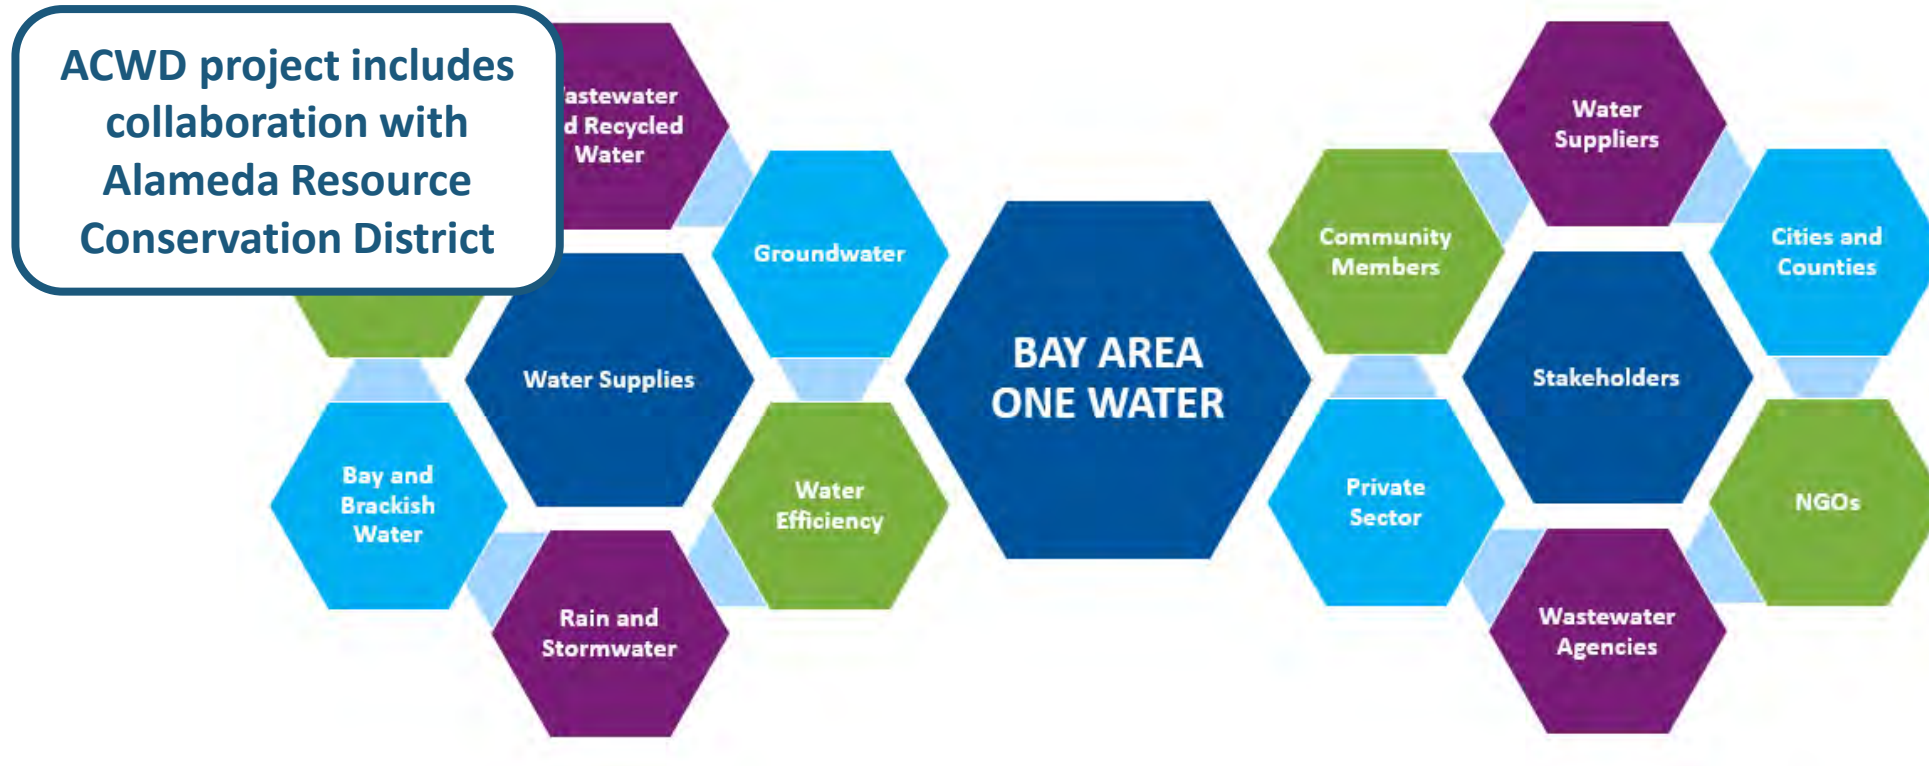 ACWD project includes
collaboration with
Alameda Resource
Conservation District
astewater
d Recycled
Water
Groundwater
Water Supplies
Bay and
Brackish
Water
Water
Efficiency
Rain and
Stormwater
BAY AREA
ONE WATER
Water
Suppliers
Community
Members
Cities and
Counties
Stakeholders
Private
Sector
NGOs
Wastewater
Agencies